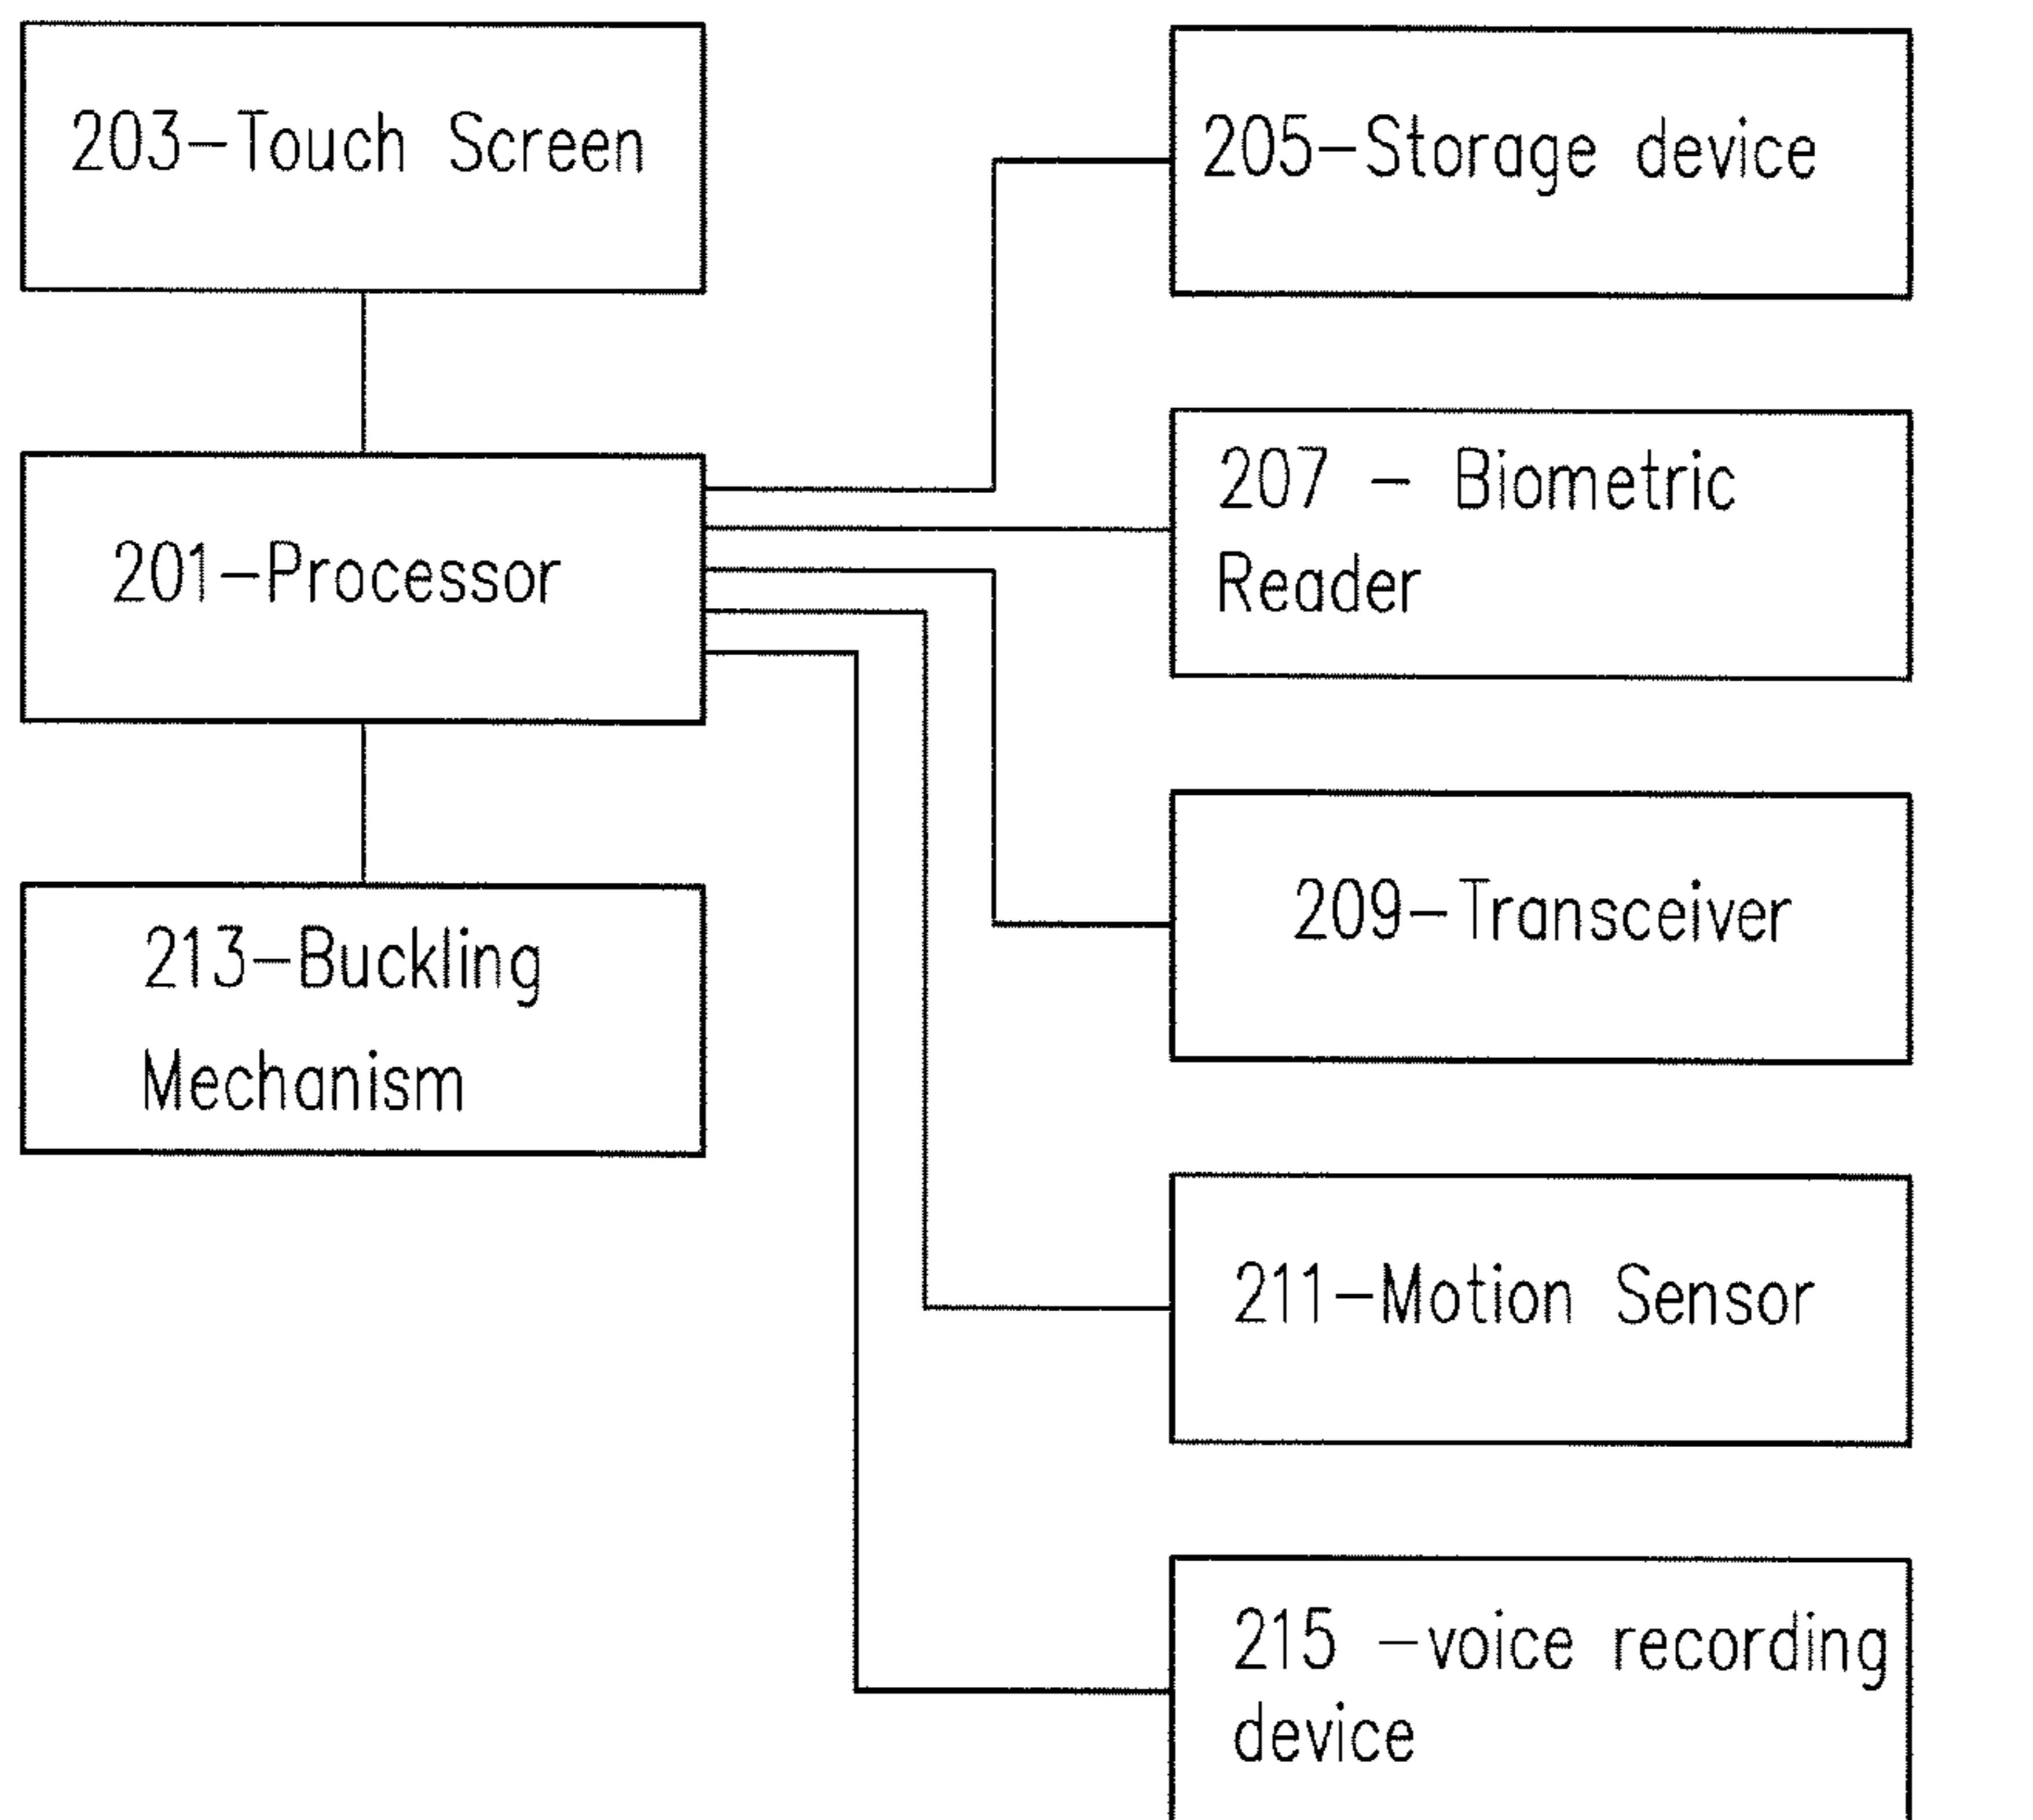 203-Touch Screen
201-Processor
213-Buckling
Mechanism
205-Storage device
207 - Biometric
Reader
209-Transceiver
211-Motion Sensor
215 -voice recording
device